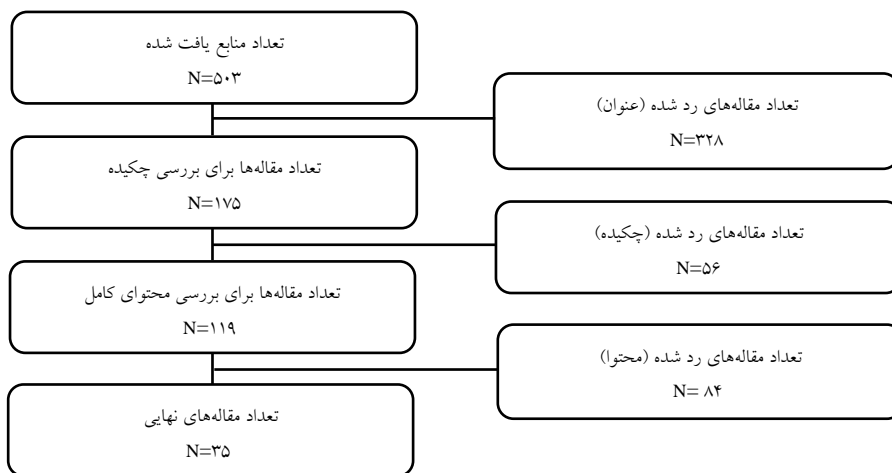 تعداد منابع یافت شده
N=۵۰۳
تعداد مقاله‌های رد شده (عنوان)
N=۳۲۸
تعداد مقاله‌ها برای بررسی چکیده
N=۱۷۵
تعداد مقاله‌های رد شده (چکیده)
N=۵۶
تعداد مقاله‌ها برای بررسی محتوای کامل
N=۱۱۹
تعداد مقاله‌های رد شده (محتوا)
N= ۸۴
تعداد مقاله‌های نهایی
N=۳۵